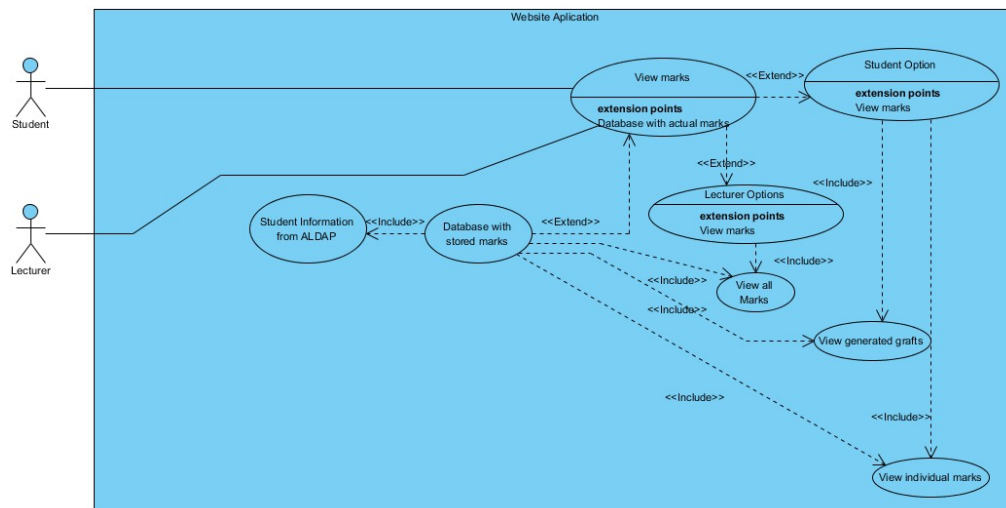 Website Aplication
Student
Lecturer
View marks
extension points
Database with actual marks
<<Extend>>
Student Option
extension points
View marks
<<Extend>>
Lecturer Options
extension points
View marks
<<Include>>
Student Information
from ALDAP
<<Include>>
Database with
stored marks
<<Extend>>
<<Include>>
<<Include>>
View all
Marks
<<Include>>
View generated grafts
<<Include>>
<<Include>>
View individual marks